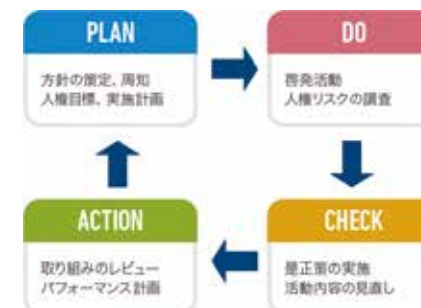 PLAN
方針の策定、周知
人権目標、実施計画
DO
啓発活動
人権リスクの調査
CHECK
是正策の実施
活動内容の見直し
ACTION
取り組みのレビュー
パフォーマンス計画